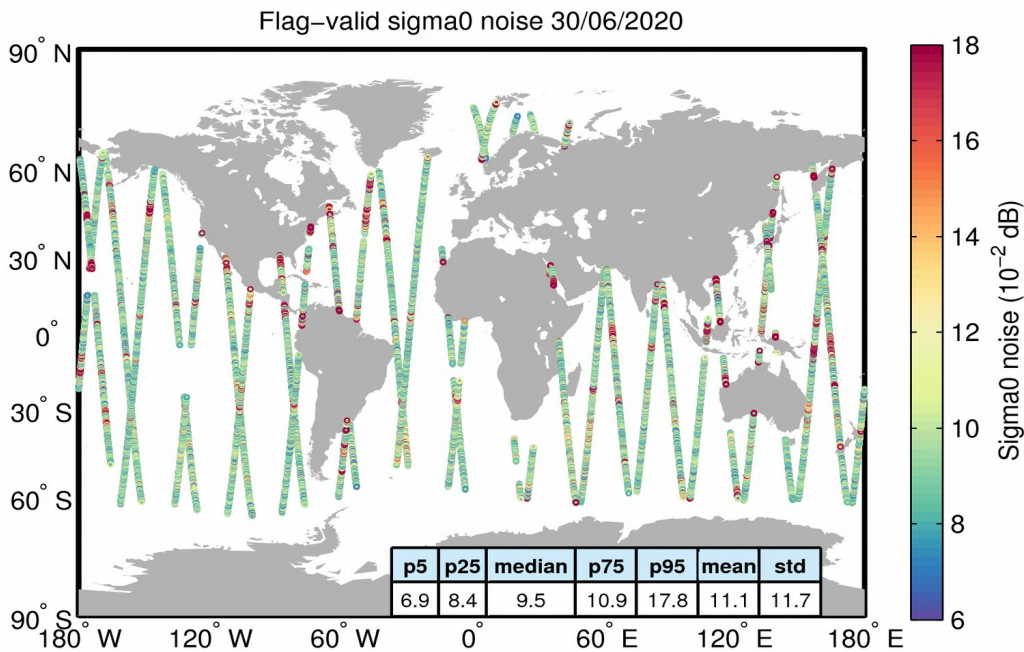 Flag−valid sigma0 noise 30/06/2020
90° N
60° N
30° N
0°
30° S
60° S
90° S
180° W
120° W
60° W
0°
60° E
120° E
180° E
p5 p25 median p75 p95 mean std
6.9 8.4 9.5 10.9 17.8 11.1 11.7
18
16
14
12
10
8
6
Sigma0 noise (10⁻² dB)